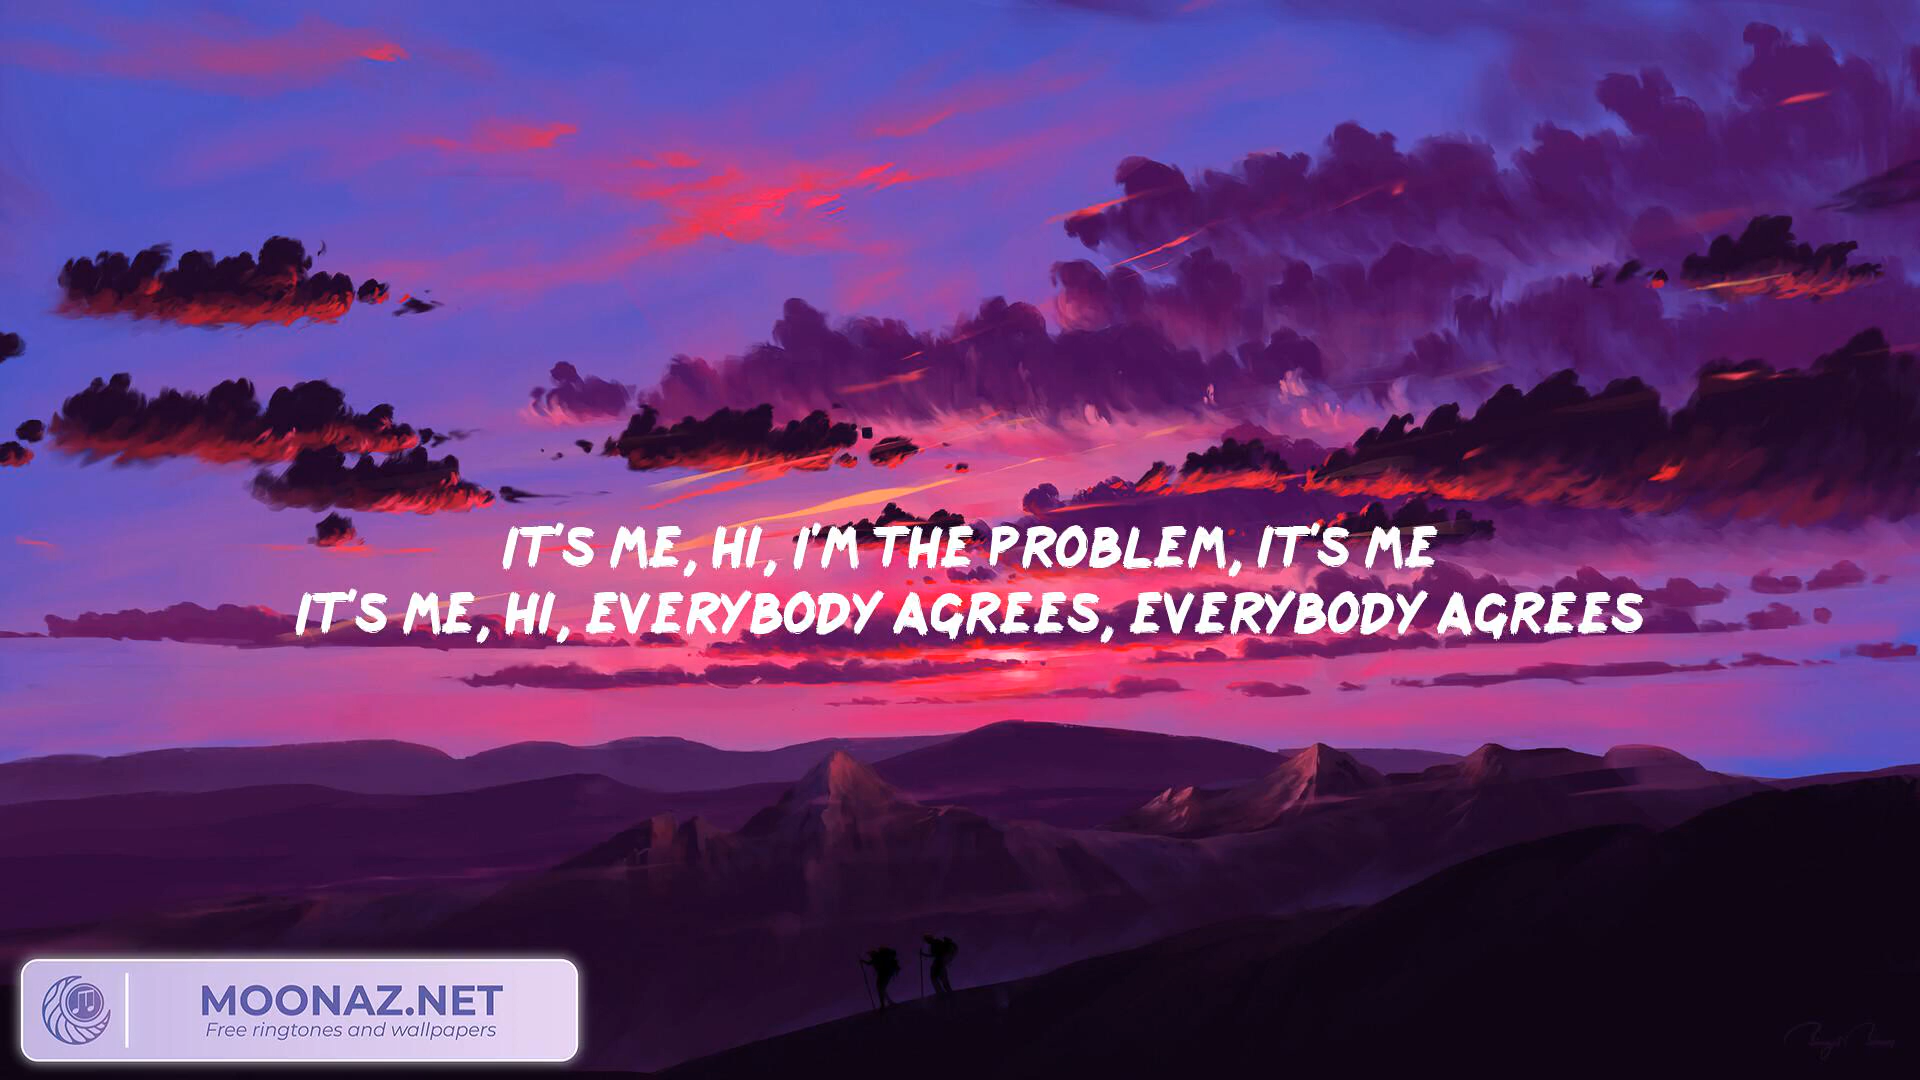 IT'S ME, HI, I'M THE PROBLEM, IT'S ME
IT'S ME, HI, EVERYBODY AGREES, EVERYBODY AGREES
MOONAZ.NET
Free ringtones and wallpapers